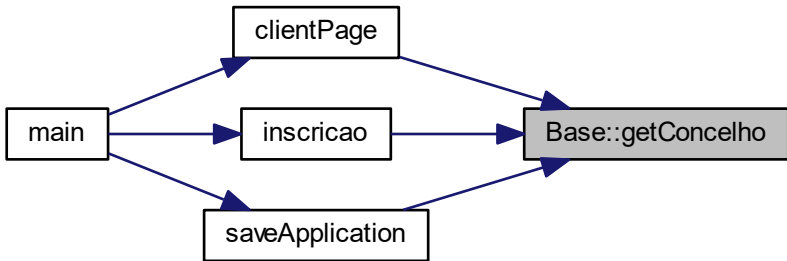 clientPage
main
inscricao
Base::getConcelho
saveApplication